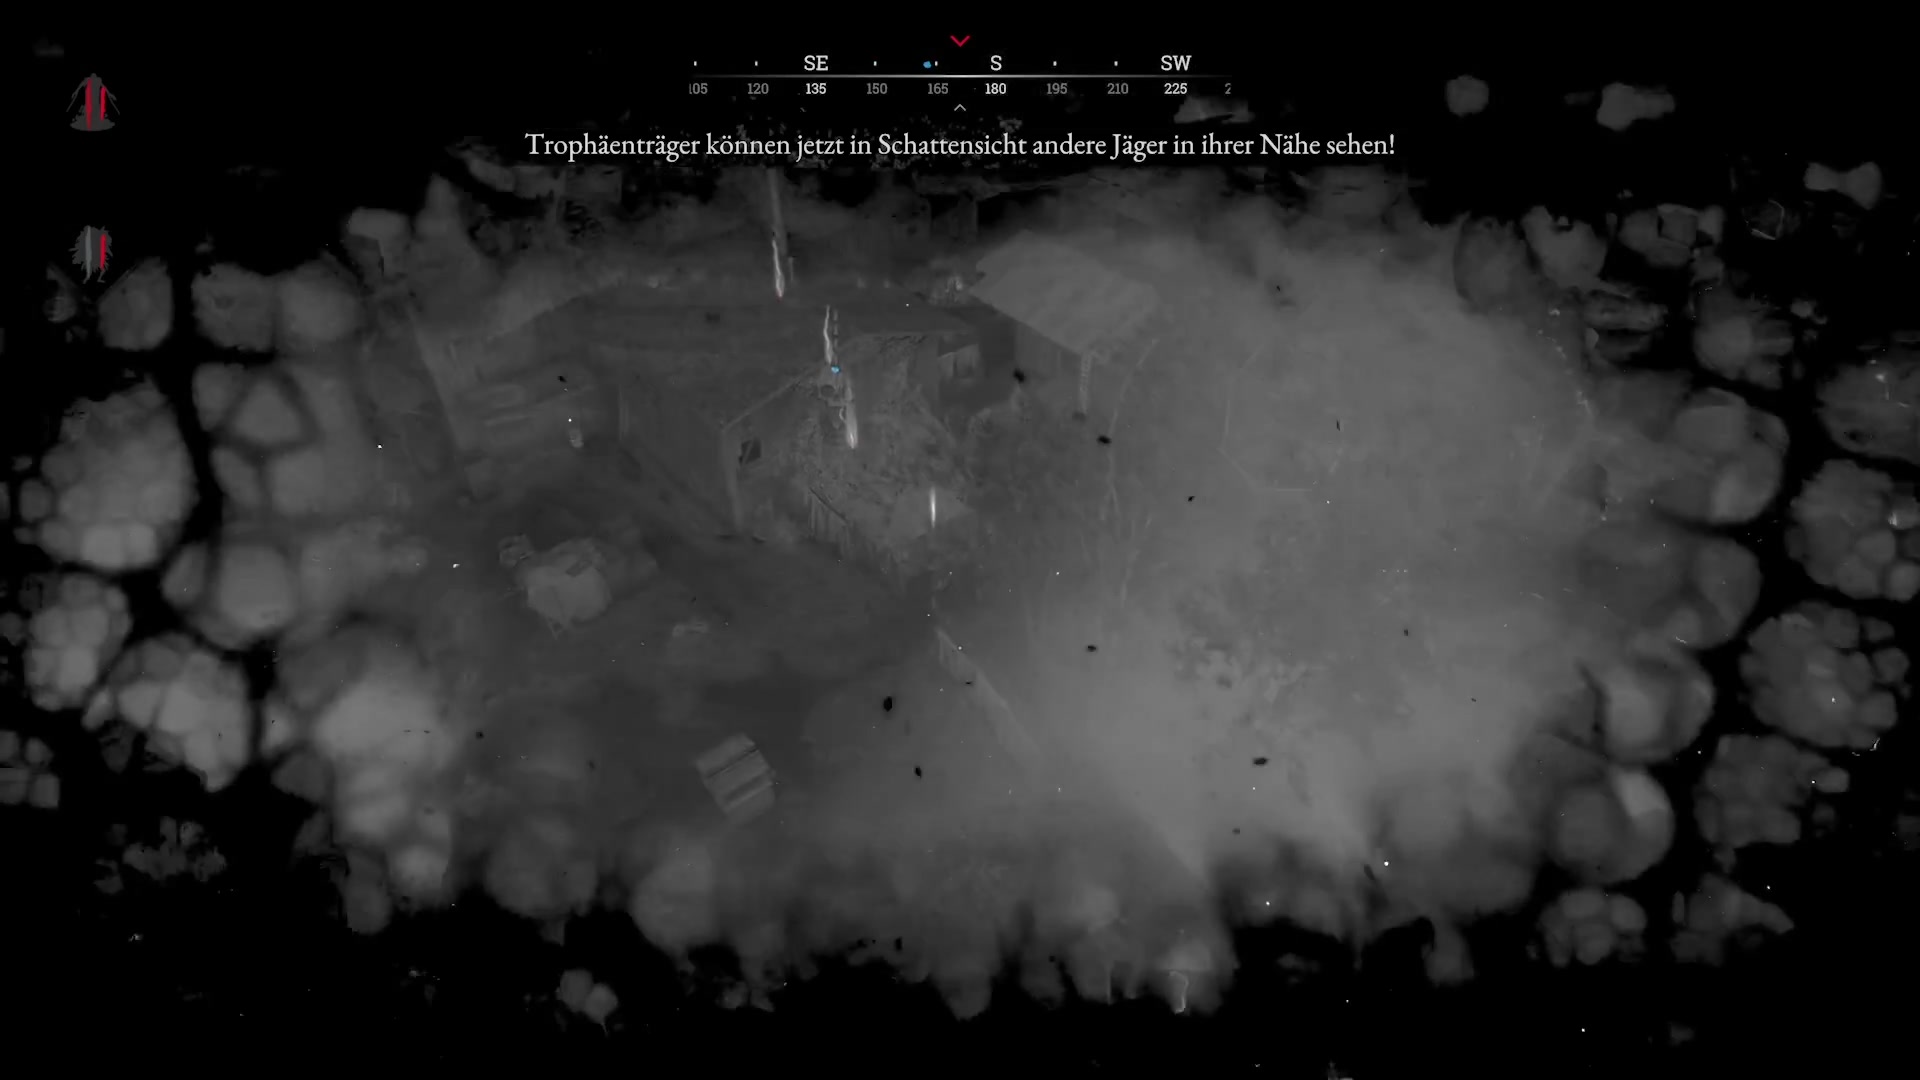 SE S SW
105 120 135 150 165 180 195 210 225 2
Trophäenträger können jetzt in Schattensicht andere Jäger in ihrer Nähe sehen!